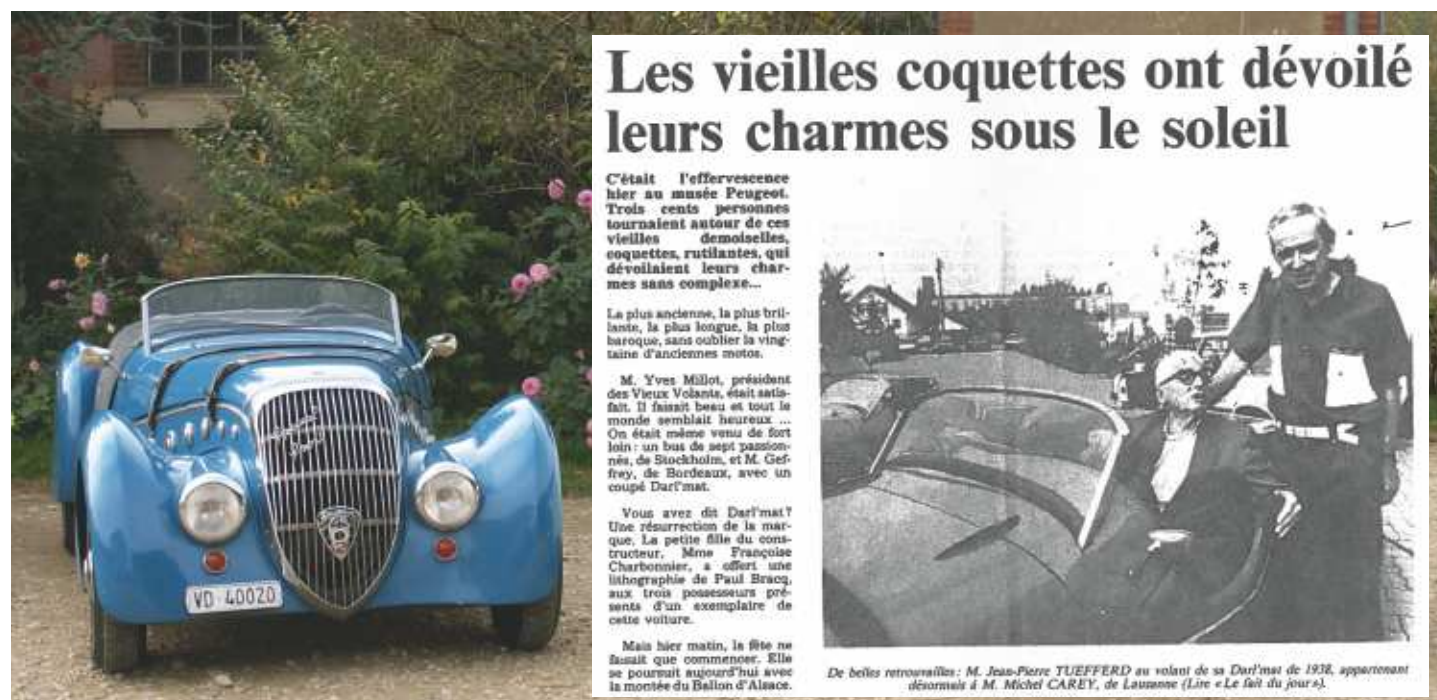 VD 40020
Les vieilles coquettes ont dévoilé
leurs charmes sous le soleil
C'était l'effervescence
hier au musée Peugeot.
Trois cents personnes
tournaient autour de ces
vieilles demoiselles,
coquettes, rutilantes, qui
dévoilaient leurs char-
mes sans complexe...
La plus ancienne, la plus bril-
lante, la plus longue, la plus
baroque, sans oublier la ving-
taine d'anciennes motos.
M. Yves Millot, président
des Vieux Volants, était satis-
fait. Il faisait beau et tout le
monde semblait heureux ...
On était même venu de fort
loin : un bus de sept passion-
nés, de Stockholm, et M. Gef-
frey, de Bordeaux, avec un
coupé Darl'mat.
Vous avez dit Darl'mat ?
Une résurrection de la mar-
que. La petite fille du cons-
tructeur, Mme Françoise
Charbonnier, a offert une
lithographie de Paul Bracq,
aux trois possesseurs pré-
sents d'un exemplaire de
cette voiture.
Mais hier matin, la fête ne
faisait que commencer. Elle
se poursuit aujourd'hui avec
la montée du Ballon d'Alsace.
De belles retrouvailles : M. Jean-Pierre TUEFFERD au volant de sa Darl'mat de 1938, appartenant
désormais à M. Michel CAREY, de Lausanne (Lire « Le fait du jour »).